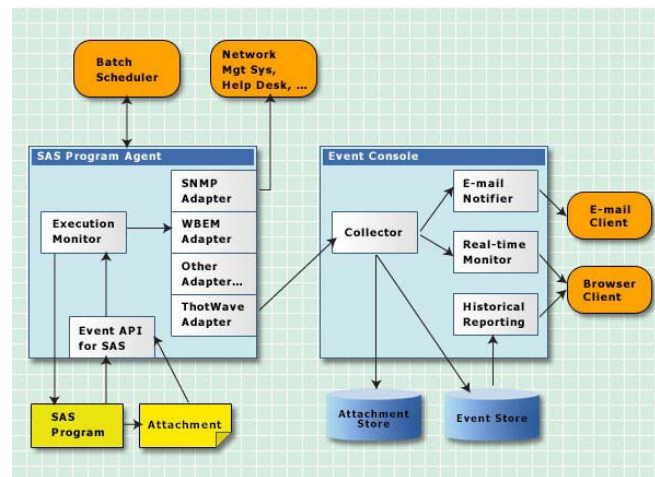 Batch
Scheduler
Network
Mgt Sys,
Help Desk, ...
SAS Program Agent
SNMP
Adapter
Execution
Monitor
WBEM
Adapter
Other
Adapter...
ThotWave
Adapter
Event API
for SAS
SAS
Program
Attachment
Event Console
E-mail
Notifier
Collector
Real-time
Monitor
Historical
Reporting
E-mail
Client
Browser
Client
Attachment
Store
Event Store